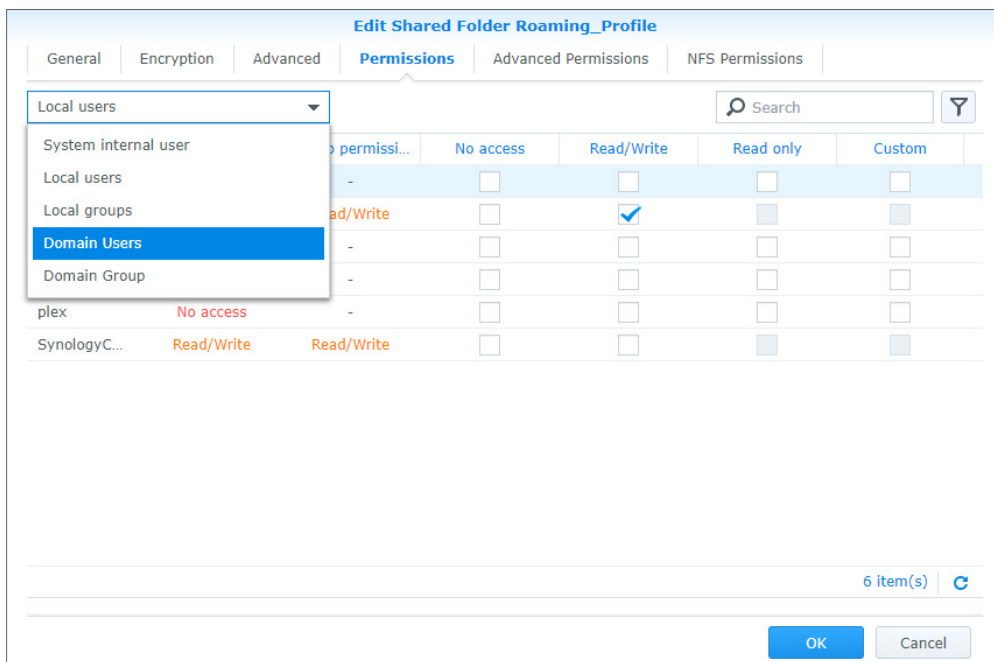 Edit Shared Folder Roaming_Profile
General Encryption Advanced Permissions Advanced Permissions NFS Permissions
Local users Search
System internal user
Local users
Local groups
Domain Users
Domain Group
permissi... No access Read/Write Read only Custom
-
ad/Write
-
-
plex No access -
SynologyC... Read/Write Read/Write
6 item(s)
OK Cancel